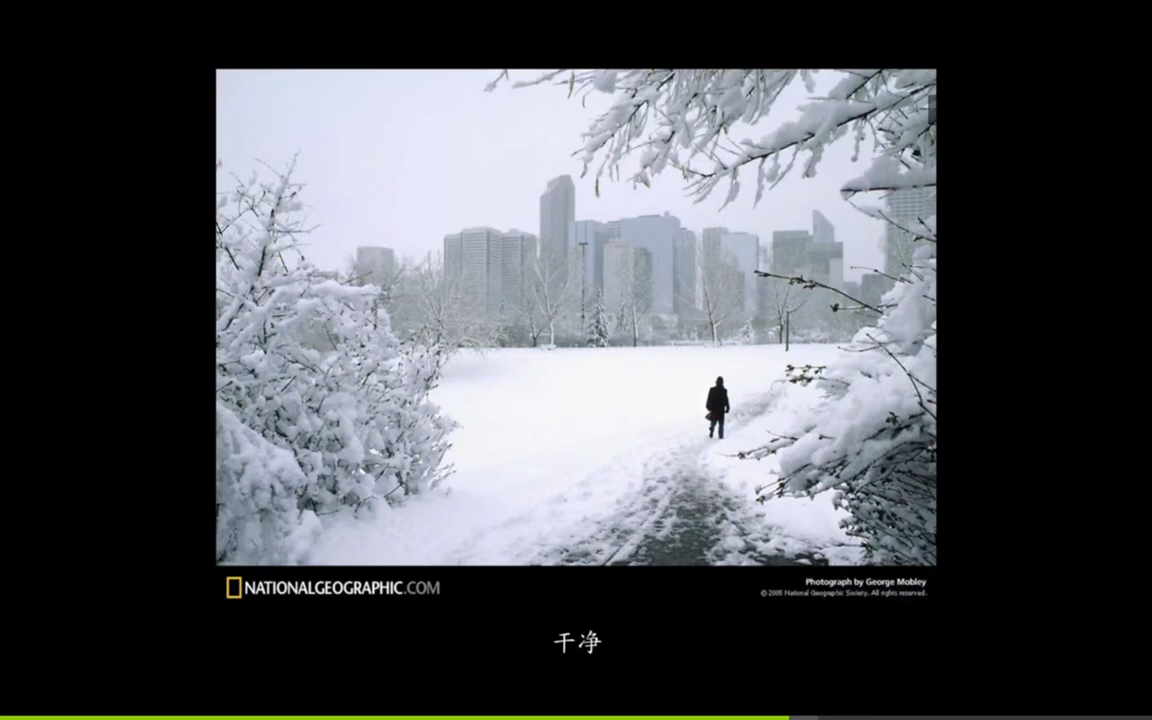 NATIONALGEOGRAPHIC.COM
Photograph by George Mobley
© 2005 National Geographic Society. All rights reserved.
干净